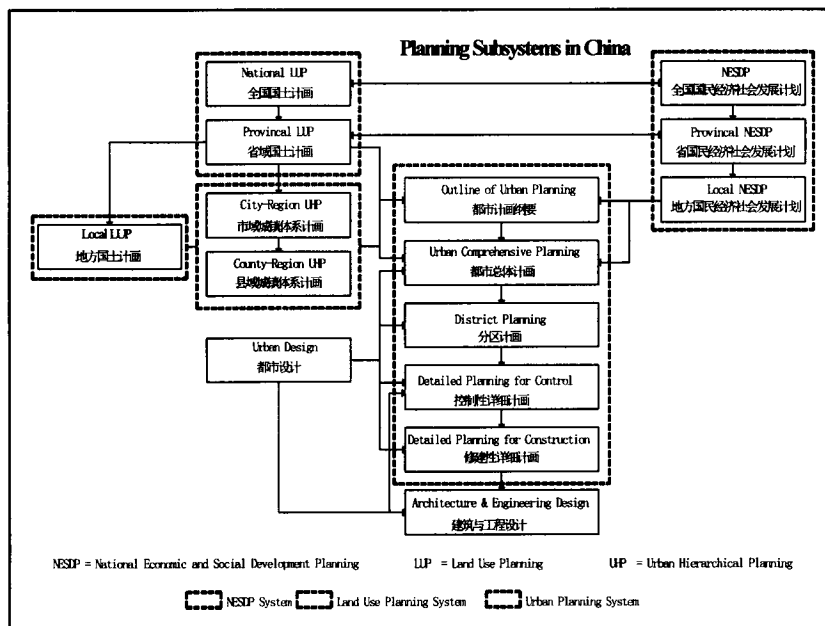 Planning Subsystems in China
National LUP
全国国土计画
NESDP
全国国民经济社会发展计划
Provincal LUP
省域国土计画
Provincal NESDP
省国民经济社会发展计划
Outline of Urban Planning
都市计画纲要
Local NESDP
地方国民经济社会发展计划
City-Region UHP
市域城镇体系计画
Local LUP
地方国土计画
Urban Comprehensive Planning
都市总体计画
County-Region UHP
县域城镇体系计画
District Planning
分区计画
Urban Design
都市设计
Detailed Planning for Control
控制性详细计画
Detailed Planning for Construction
修建性详细计画
Architecture & Engineering Design
建筑与工程设计
NESDP = National Economic and Social Development Planning
LUP = Land Use Planning
UHP = Urban Hierarchical Planning
NESDP System
Land Use Planning System
Urban Planning System